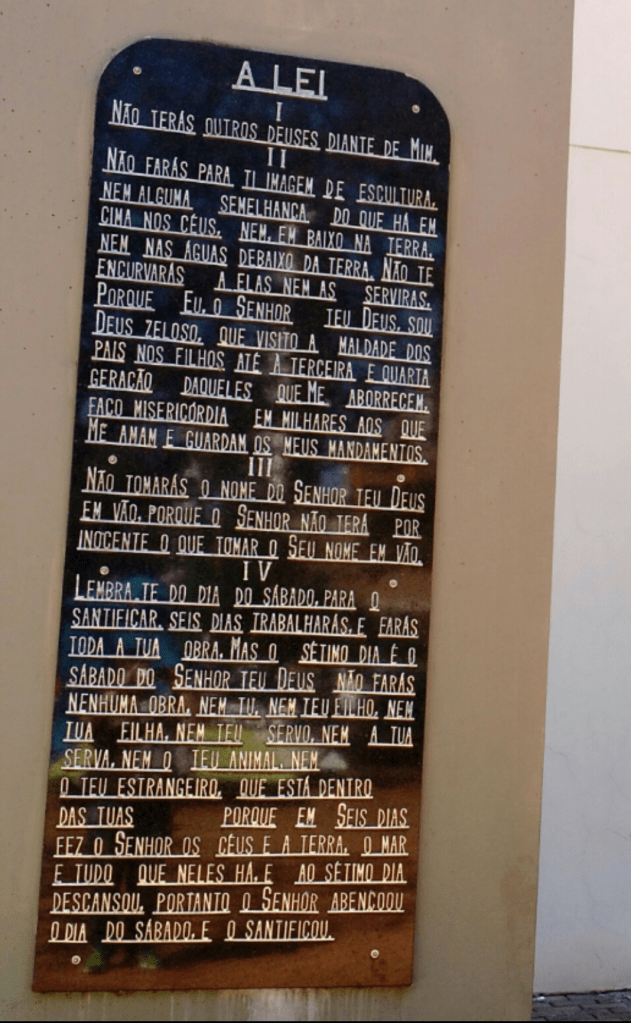 A LEI
I
NÃO TERÁS OUTROS DEUSES DIANTE DE MIM.
II
NÃO FARÁS PARA TI IMAGEM DE ESCULTURA,
NEM ALGUMA SEMELHANÇA DO QUE HÁ EM
CIMA NOS CÉUS, NEM EM BAIXO NA TERRA,
NEM NAS ÁGUAS DEBAIXO DA TERRA. NÃO TE
ENCURVARÁS A ELAS NEM AS SERVIRAS.
PORQUE EU, O SENHOR TEU DEUS, SOU
DEUS ZELOSO, QUE VISITO A MALDADE DOS
PAIS NOS FILHOS ATÉ À TERCEIRA E QUARTA
GERAÇÃO DAQUELES QUE ME ABORRECEM.
FAÇO MISERICÓRDIA EM MILHARES AOS QUE
ME AMAM E GUARDAM OS MEUS MANDAMENTOS.
III
NÃO TOMARÁS O NOME DO SENHOR TEU DEUS
EM VÃO, PORQUE O SENHOR NÃO TERÁ POR
INOCENTE O QUE TOMAR O SEU NOME EM VÃO.
IV
LEMBRA-TE DO DIA DO SÁBADO, PARA O
SANTIFICAR. SEIS DIAS TRABALHARÁS, E FARÁS
TODA A TUA OBRA. MAS O SÉTIMO DIA É O
SÁBADO DO SENHOR TEU DEUS NÃO FARÁS
NENHUMA OBRA, NEM TU, NEM TEU FILHO, NEM
TUA FILHA, NEM TEU SERVO, NEM A TUA
SERVA, NEM O TEU ANIMAL, NEM
O TEU ESTRANGEIRO, QUE ESTÁ DENTRO
DAS TUAS PORQUE EM SEIS DIAS
FEZ O SENHOR OS CÉUS E A TERRA, O MAR
E TUDO QUE NELES HÁ, E AO SÉTIMO DIA
DESCANSOU. PORTANTO O SENHOR ABENÇOOU
O DIA DO SÁBADO, E O SANTIFICOU.